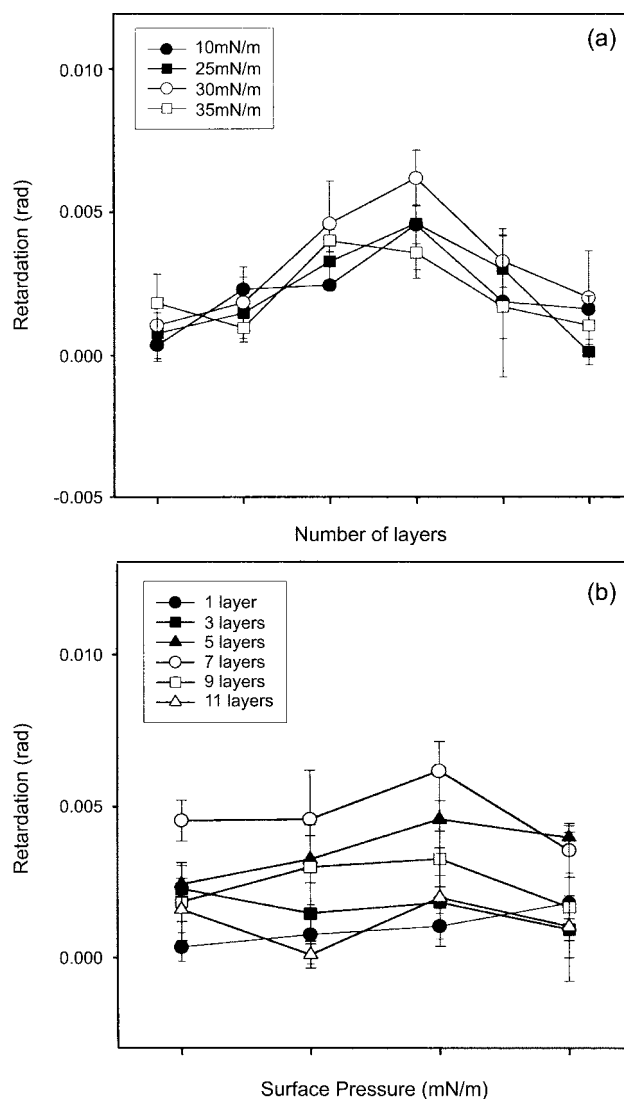 (a)
10mN/m
25mN/m
30mN/m
35mN/m
0.010
0.005
0.000
-0.005
Retardation (rad)
Number of layers
(b)
1 layer
3 layers
5 layers
7 layers
9 layers
11 layers
0.010
0.005
0.000
Retardation (rad)
Surface Pressure (mN/m)